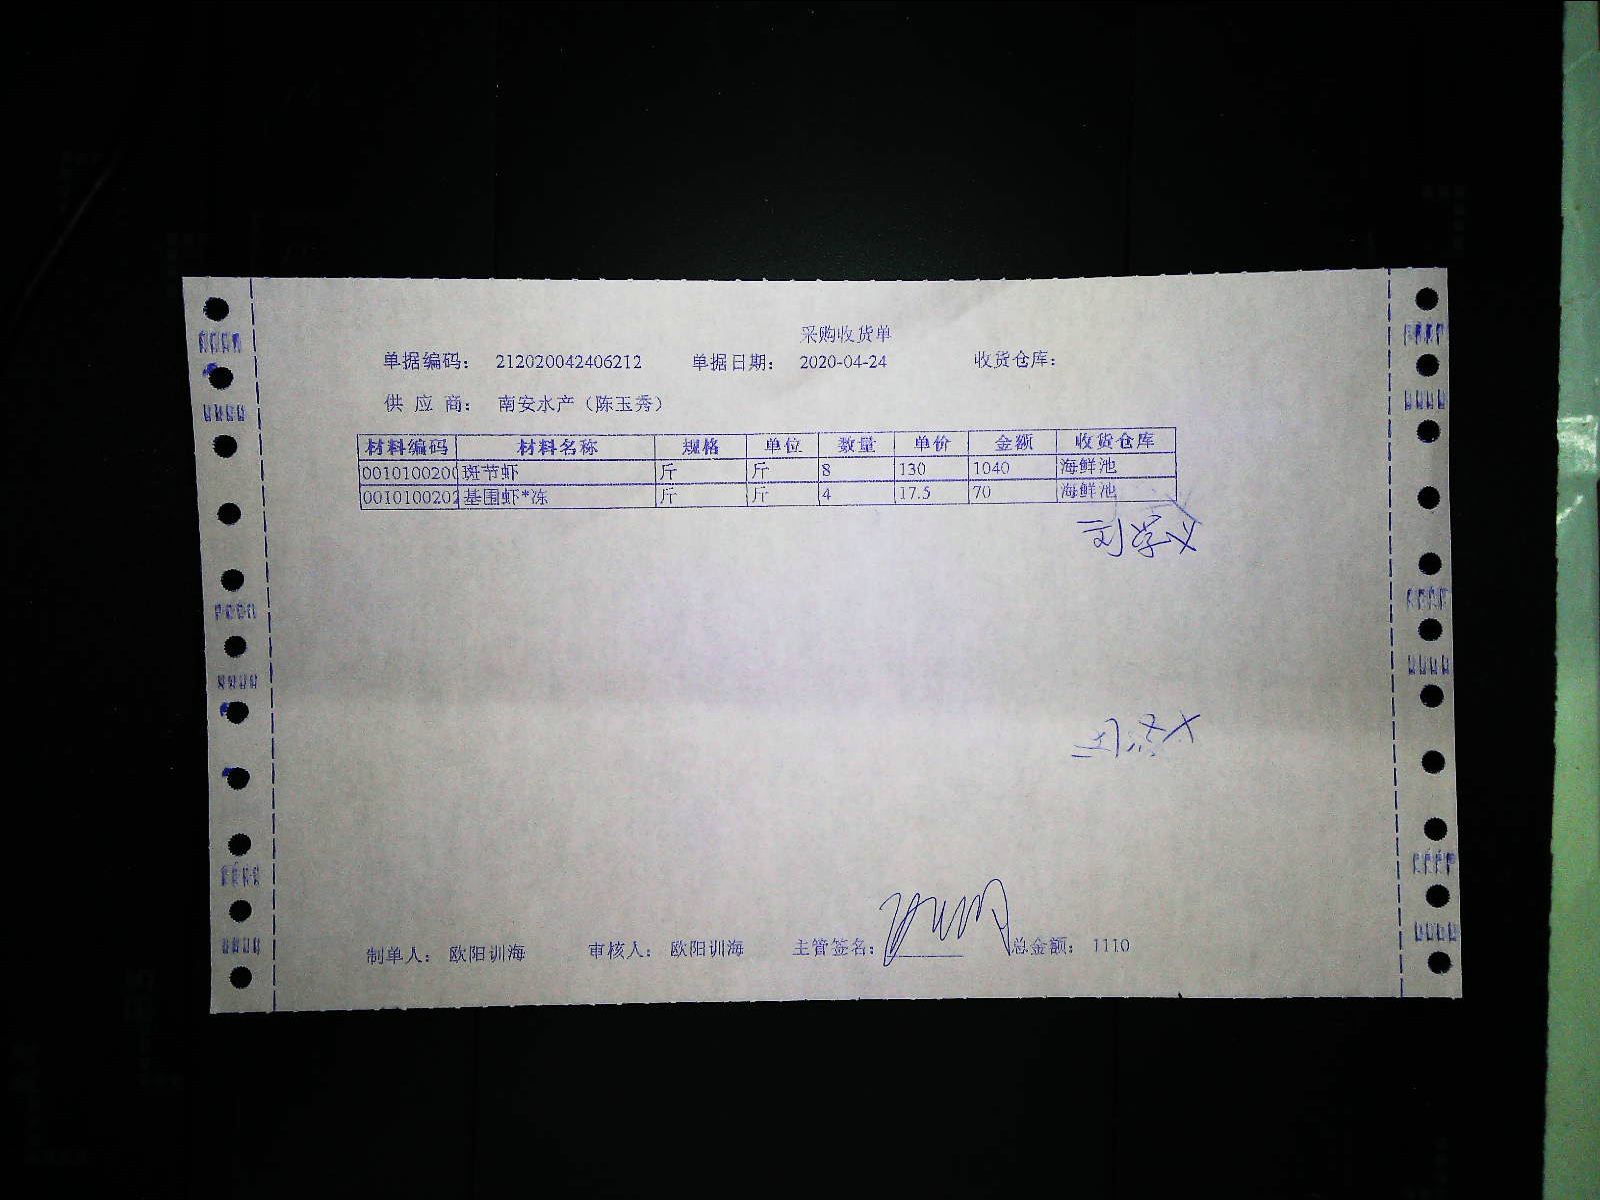 采购收货单
单据编码： 212020042406212 单据日期： 2020-04-24 收货仓库：
供 应 商： 南安水产（陈玉秀）
材料编码 材料名称 规格 单位 数量 单价 金额 收货仓库
0010100200 斑节虾 斤 斤 8 130 1040 海鲜池
0010100202 基围虾*冻 斤 斤 4 17.5 70 海鲜池
刘学义
制单人： 欧阳训海 审核人： 欧阳训海 主管签名： 总金额： 1110